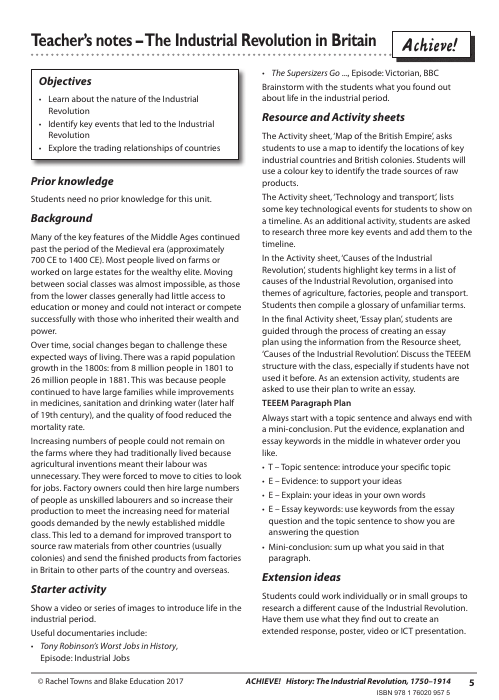 Teacher's notes – The Industrial Revolution in Britain
Achieve!
Objectives
• Learn about the nature of the Industrial
Revolution
• Identify key events that led to the Industrial
Revolution
• Explore the trading relationships of countries
Prior knowledge
Students need no prior knowledge for this unit.
Background
Many of the key features of the Middle Ages continued
past the period of the Medieval era (approximately
700 CE to 1400 CE). Most people lived on farms or
worked on large estates for the wealthy elite. Moving
between social classes was almost impossible, as those
from the lower classes generally had little access to
education or money and could not interact or compete
successfully with those who inherited their wealth and
power.
Over time, social changes began to challenge these
expected ways of living. There was a rapid population
growth in the 1800s: from 8 million people in 1801 to
26 million people in 1881. This was because people
continued to have large families while improvements
in medicines, sanitation and drinking water (later half
of 19th century), and the quality of food reduced the
mortality rate.
Increasing numbers of people could not remain on
the farms where they had traditionally lived because
agricultural inventions meant their labour was
unnecessary. They were forced to move to cities to look
for jobs. Factory owners could then hire large numbers
of people as unskilled labourers and so increase their
production to meet the increasing need for material
goods demanded by the newly established middle
class. This led to a demand for improved transport to
source raw materials from other countries (usually
colonies) and send the finished products from factories
in Britain to other parts of the country and overseas.
Starter activity
Show a video or series of images to introduce life in the
industrial period.
Useful documentaries include:
• Tony Robinson's Worst Jobs in History,
Episode: Industrial Jobs
• The Supersizers Go ..., Episode: Victorian, BBC
Brainstorm with the students what you found out
about life in the industrial period.
Resource and Activity sheets
The Activity sheet, 'Map of the British Empire', asks
students to use a map to identify the locations of key
industrial countries and British colonies. Students will
use a colour key to identify the trade sources of raw
products.
The Activity sheet, 'Technology and transport', lists
some key technological events for students to show on
a timeline. As an additional activity, students are asked
to research three more key events and add them to the
timeline.
In the Activity sheet, 'Causes of the Industrial
Revolution', students highlight key terms in a list of
causes of the Industrial Revolution, organised into
themes of agriculture, factories, people and transport.
Students then compile a glossary of unfamiliar terms.
In the final Activity sheet, 'Essay plan', students are
guided through the process of creating an essay
plan using the information from the Resource sheet,
'Causes of the Industrial Revolution'. Discuss the TEEEM
structure with the class, especially if students have not
used it before. As an extension activity, students are
asked to use their plan to write an essay.
TEEEM Paragraph Plan
Always start with a topic sentence and always end with
a mini-conclusion. Put the evidence, explanation and
essay keywords in the middle in whatever order you
like.
• T – Topic sentence: introduce your specific topic
• E – Evidence: to support your ideas
• E – Explain: your ideas in your own words
• E – Essay keywords: use keywords from the essay
question and the topic sentence to show you are
answering the question
• Mini-conclusion: sum up what you said in that
paragraph.
Extension ideas
Students could work individually or in small groups to
research a different cause of the Industrial Revolution.
Have them use what they find out to create an
extended response, poster, video or ICT presentation.
© Rachel Towns and Blake Education 2017
ACHIEVE! History: The Industrial Revolution, 1750–1914 5
ISBN 978 1 76020 957 5